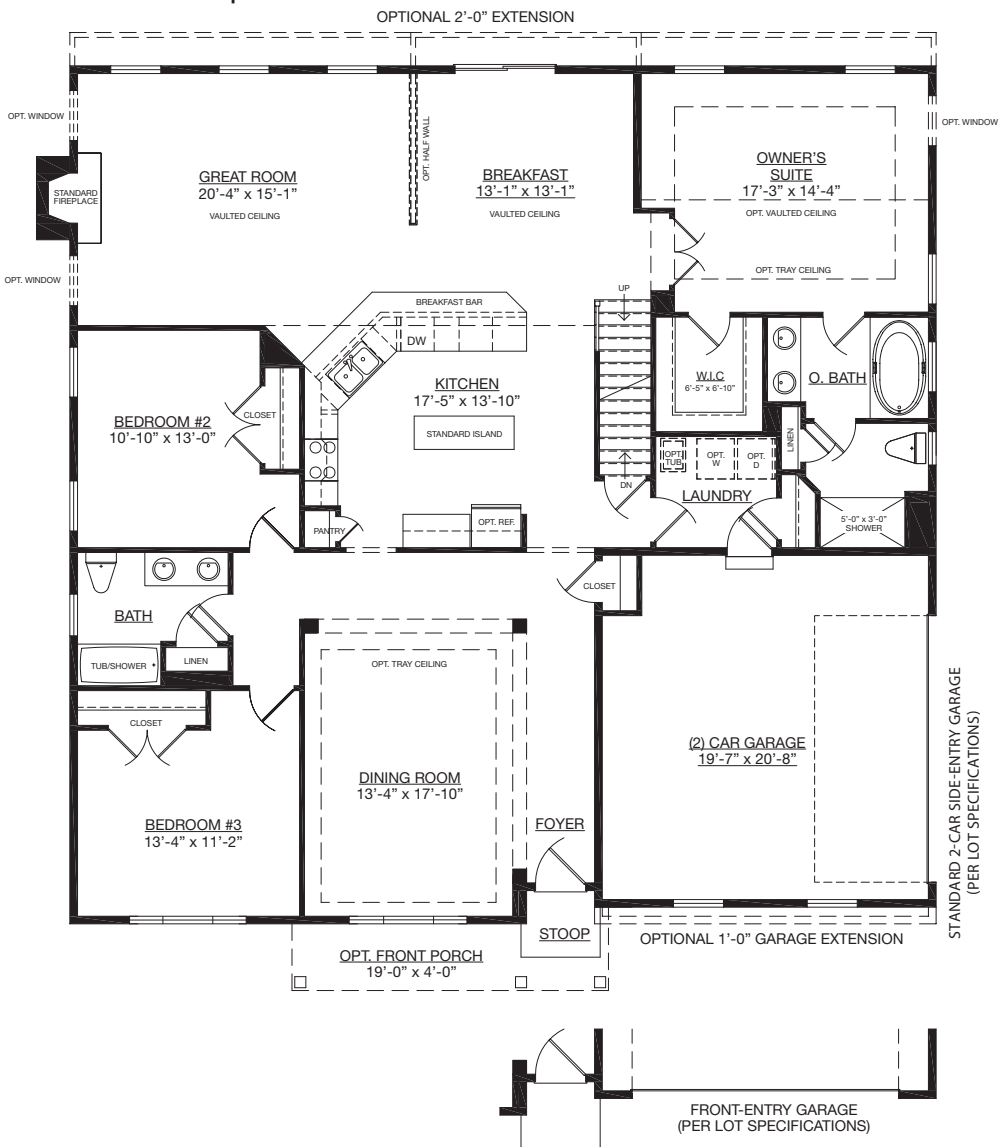 OPTIONAL 2'-0" EXTENSION
OPT. WINDOW
STANDARD
FIREPLACE
OPT. WINDOW
GREAT ROOM
20'-4" x 15'-1"
VAULTED CEILING
OPT. HALF WALL
BREAKFAST
13'-1" x 13'-1"
VAULTED CEILING
OWNER'S
SUITE
17'-3" x 14'-4"
OPT. VAULTED CEILING
OPT. TRAY CEILING
OPT. WINDOW
BREAKFAST BAR
DW
KITCHEN
17'-5" x 13'-10"
STANDARD ISLAND
PANTRY
OPT. REF.
UP
DN
W.I.C
6'-5" x 6'-10"
O. BATH
LINEN
5'-0" x 3'-0"
SHOWER
OPT.
TUB
OPT.
W
OPT.
D
LAUNDRY
BEDROOM #2
10'-10" x 13'-0"
CLOSET
BATH
TUB/SHOWER
LINEN
CLOSET
BEDROOM #3
13'-4" x 11'-2"
OPT. TRAY CEILING
DINING ROOM
13'-4" x 17'-10"
CLOSET
FOYER
STOOP
(2) CAR GARAGE
19'-7" x 20'-8"
STANDARD 2-CAR SIDE-ENTRY GARAGE
(PER LOT SPECIFICATIONS)
OPTIONAL 1'-0" GARAGE EXTENSION
OPT. FRONT PORCH
19'-0" x 4'-0"
FRONT-ENTRY GARAGE
(PER LOT SPECIFICATIONS)